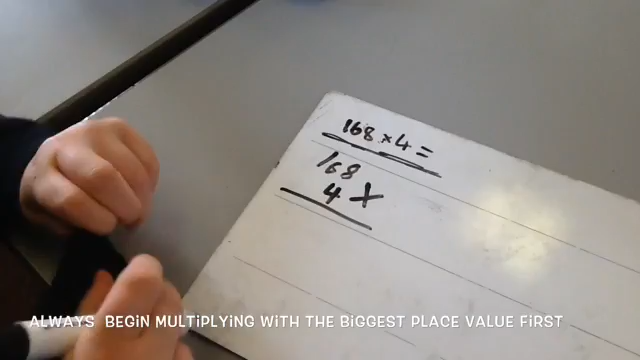 168 × 4 =
168
4 ×
ALWAYS BEGIN MULTIPLYING WITH THE BIGGEST PLACE VALUE FIRST